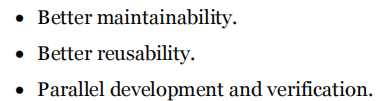 • Better maintainability.
• Better reusability.
• Parallel development and verification.